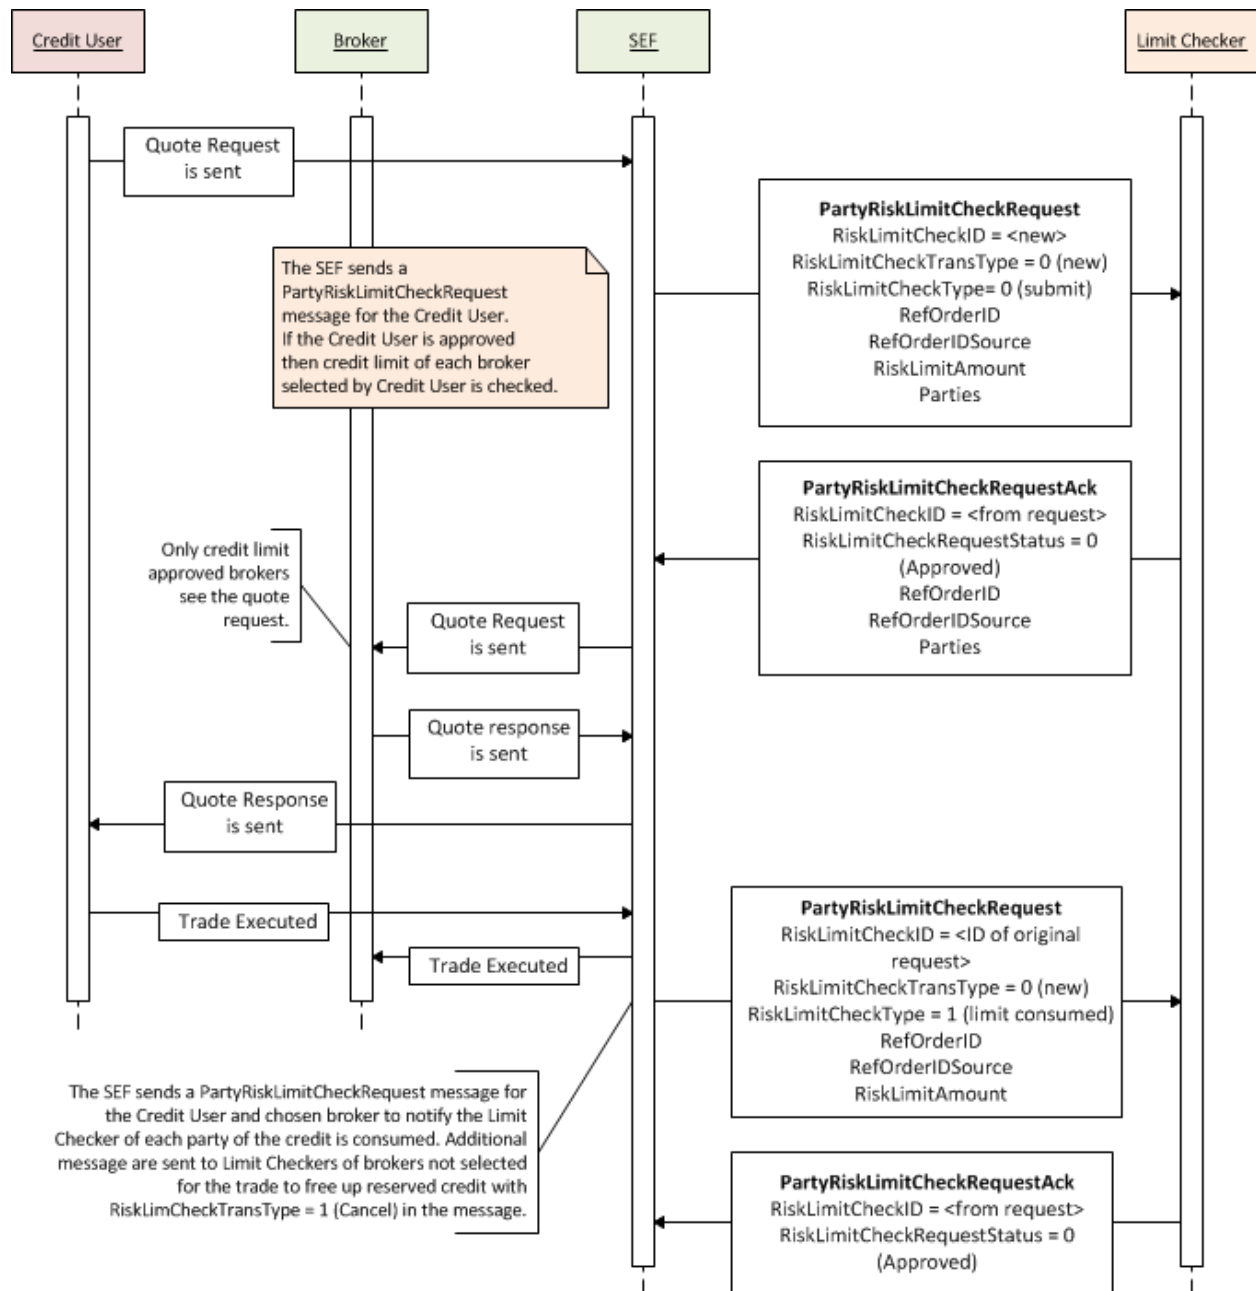 Credit User
Broker
SEF
Limit Checker
Quote Request
is sent
PartyRiskLimitCheckRequest
RiskLimitCheckID = <new>
RiskLimitCheckTransType = 0 (new)
RiskLimitCheckType= 0 (submit)
RefOrderID
RefOrderIDSource
RiskLimitAmount
Parties
The SEF sends a
PartyRiskLimitCheckRequest
message for the Credit User.
If the Credit User is approved
then credit limit of each broker
selected by Credit User is checked.
PartyRiskLimitCheckRequestAck
RiskLimitCheckID = <from request>
RiskLimitCheckRequestStatus = 0
(Approved)
RefOrderID
RefOrderIDSource
Parties
Only credit limit
approved brokers
see the quote
request.
Quote Request
is sent
Quote response
is sent
Quote Response
is sent
Trade Executed
Trade Executed
PartyRiskLimitCheckRequest
RiskLimitCheckID = <ID of original
request>
RiskLimitCheckTransType = 0 (new)
RiskLimitCheckType = 1 (limit consumed)
RefOrderID
RefOrderIDSource
RiskLimitAmount
The SEF sends a PartyRiskLimitCheckRequest message for
the Credit User and chosen broker to notify the Limit
Checker of each party of the credit is consumed. Additional
message are sent to Limit Checkers of brokers not selected
for the trade to free up reserved credit with
RiskLimCheckTransType = 1 (Cancel) in the message.
PartyRiskLimitCheckRequestAck
RiskLimitCheckID = <from request>
RiskLimitCheckRequestStatus = 0
(Approved)